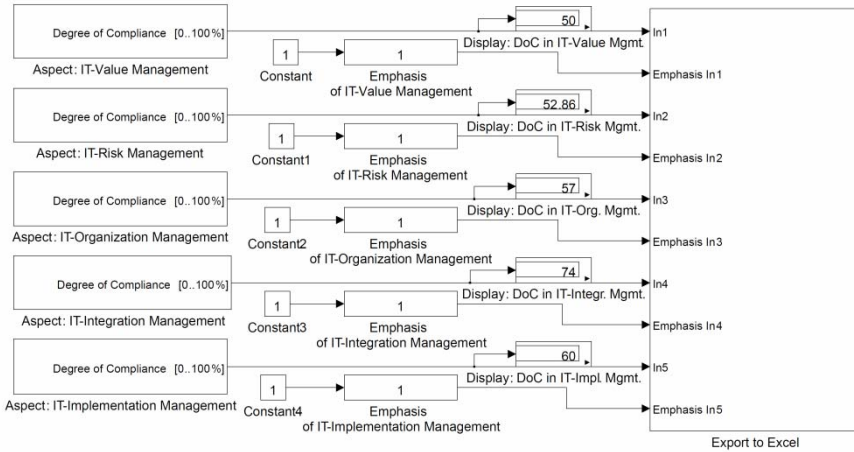 50
Degree of Compliance [0..100%]
In1
1
1
Display: DoC in IT-Value Mgmt.
Aspect: IT-Value Management
Constant
Emphasis
of IT-Value Management
Emphasis In1
52.86
Degree of Compliance [0..100%]
In2
1
1
Display: DoC in IT-Risk Mgmt.
Aspect: IT-Risk Management
Constant1
Emphasis
of IT-Risk Management
Emphasis In2
57
Degree of Compliance [0..100%]
In3
1
1
Display: DoC in IT-Org. Mgmt.
Aspect: IT-Organization Management
Constant2
Emphasis
of IT-Organization Management
Emphasis In3
74
Degree of Compliance [0..100%]
In4
1
1
Display: DoC in IT-Integr. Mgmt.
Aspect: IT-Integration Management
Constant3
Emphasis
of IT-Integration Management
Emphasis In4
60
Degree of Compliance [0..100%]
In5
1
1
Display: DoC in IT-Impl. Mgmt.
Aspect: IT-Implementation Management
Constant4
Emphasis
of IT-Implementation Management
Emphasis In5
Export to Excel